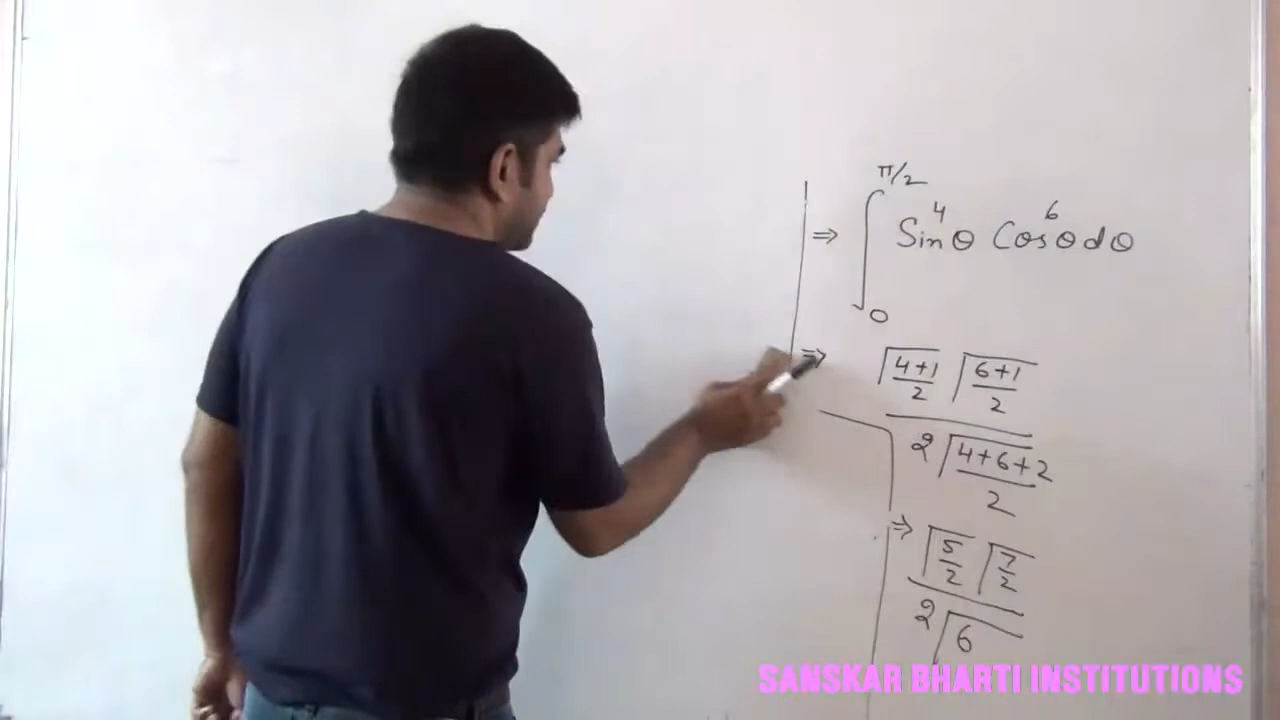 ⇒ ∫₀^π/2 Sin⁴θ Cos⁶θ dθ
⇒ Γ(4+1)/2 Γ(6+1)/2
2 Γ(4+6+2)/2
⇒ Γ5/2 Γ7/2
2 Γ6
SANSKAR BHARTI INSTITUTIONS